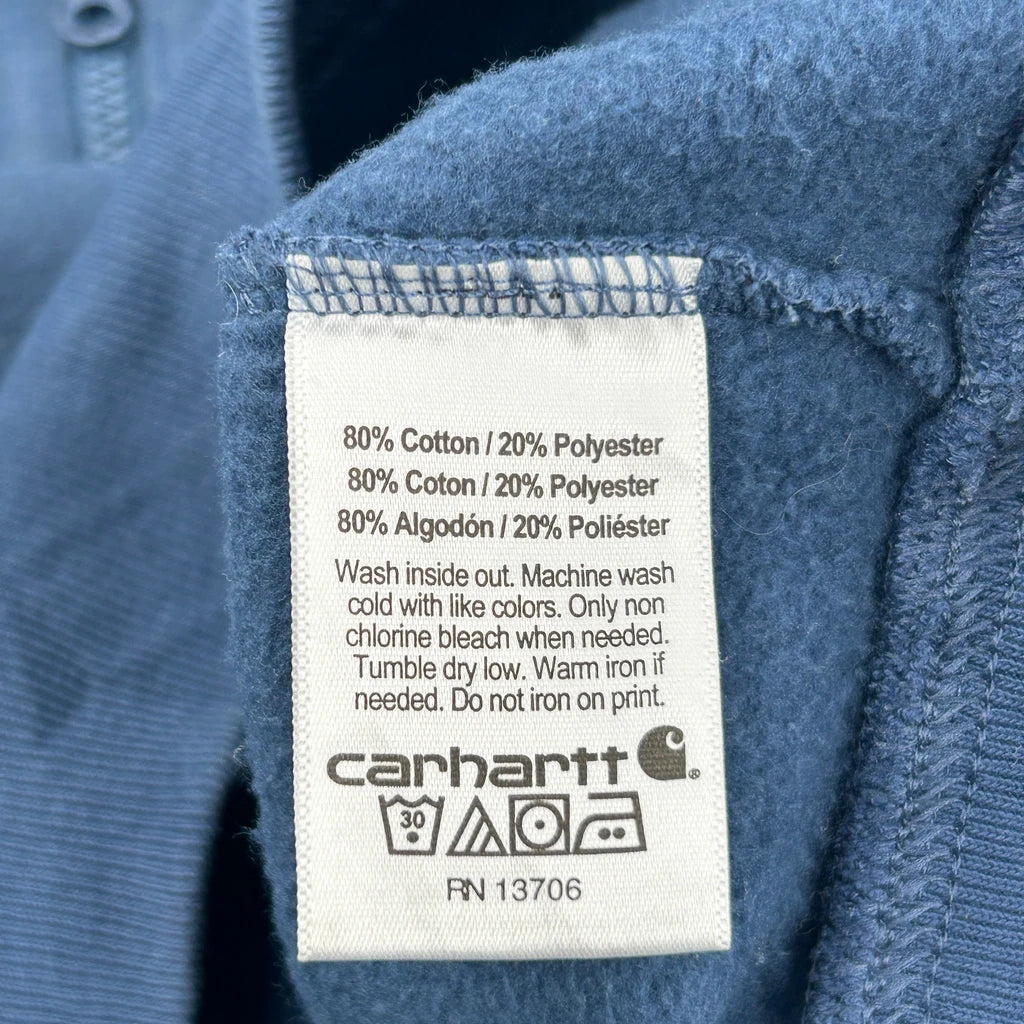 80% Cotton / 20% Polyester
80% Coton / 20% Polyester
80% Algodón / 20% Poliéster
Wash inside out. Machine wash
cold with like colors. Only non
chlorine bleach when needed.
Tumble dry low. Warm iron if
needed. Do not iron on print.
carhartt ®
30
RN 13706